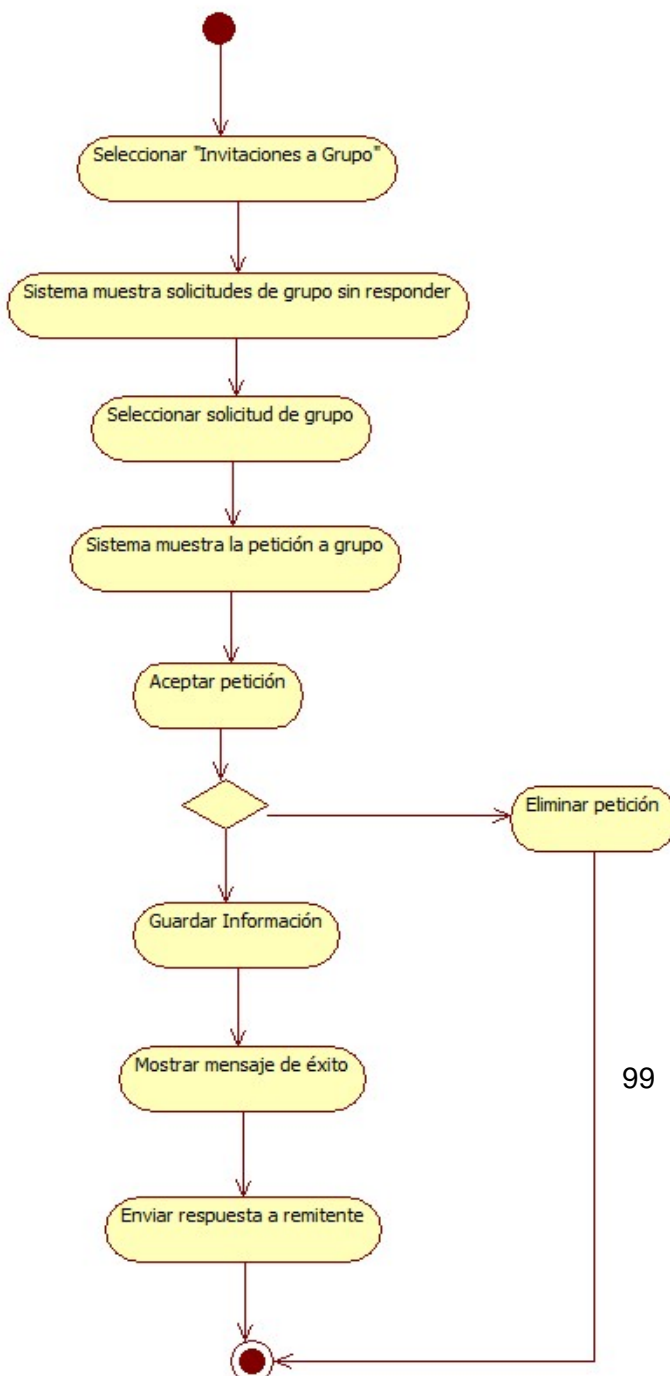 Seleccionar "Invitaciones a Grupo"
Sistema muestra solicitudes de grupo sin responder
Seleccionar solicitud de grupo
Sistema muestra la petición a grupo
Aceptar petición
Eliminar petición
Guardar Información
Mostrar mensaje de éxito
99
Enviar respuesta a remitente